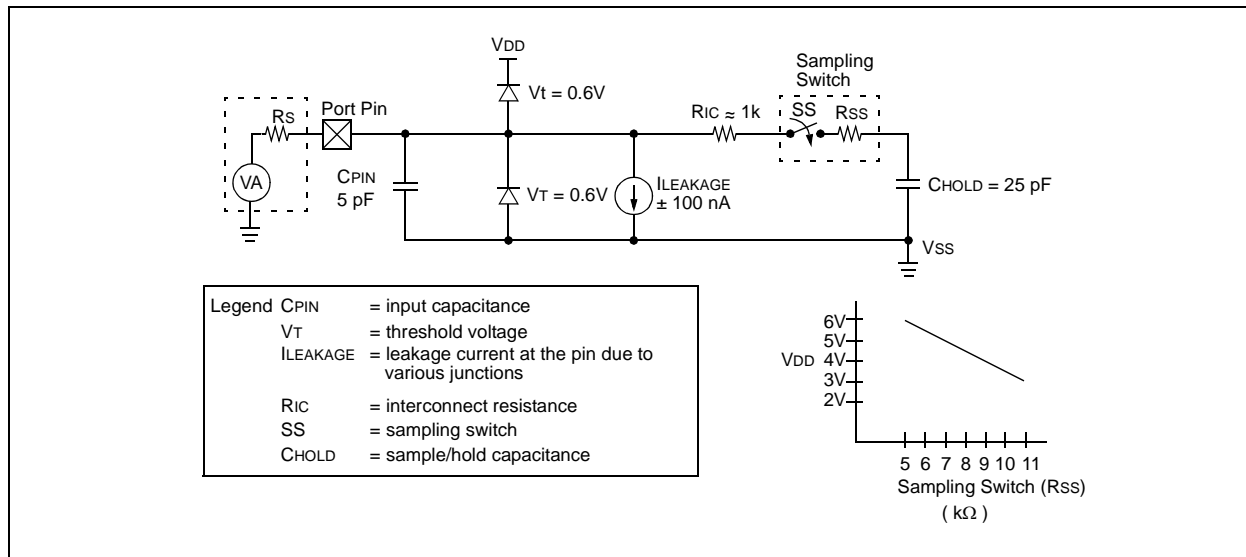 VDD
Sampling
Switch
Vt = 0.6V
RIC ≈ 1k
SS
RSS
RS
Port Pin
VA
CPIN
5 pF
VT = 0.6V
ILEAKAGE
± 100 nA
CHOLD = 25 pF
VSS
Legend CPIN = input capacitance
VT = threshold voltage
ILEAKAGE = leakage current at the pin due to
various junctions
RIC = interconnect resistance
SS = sampling switch
CHOLD = sample/hold capacitance
6V
5V
VDD 4V
3V
2V
5 6 7 8 9 10 11
Sampling Switch (RSS)
( kΩ )